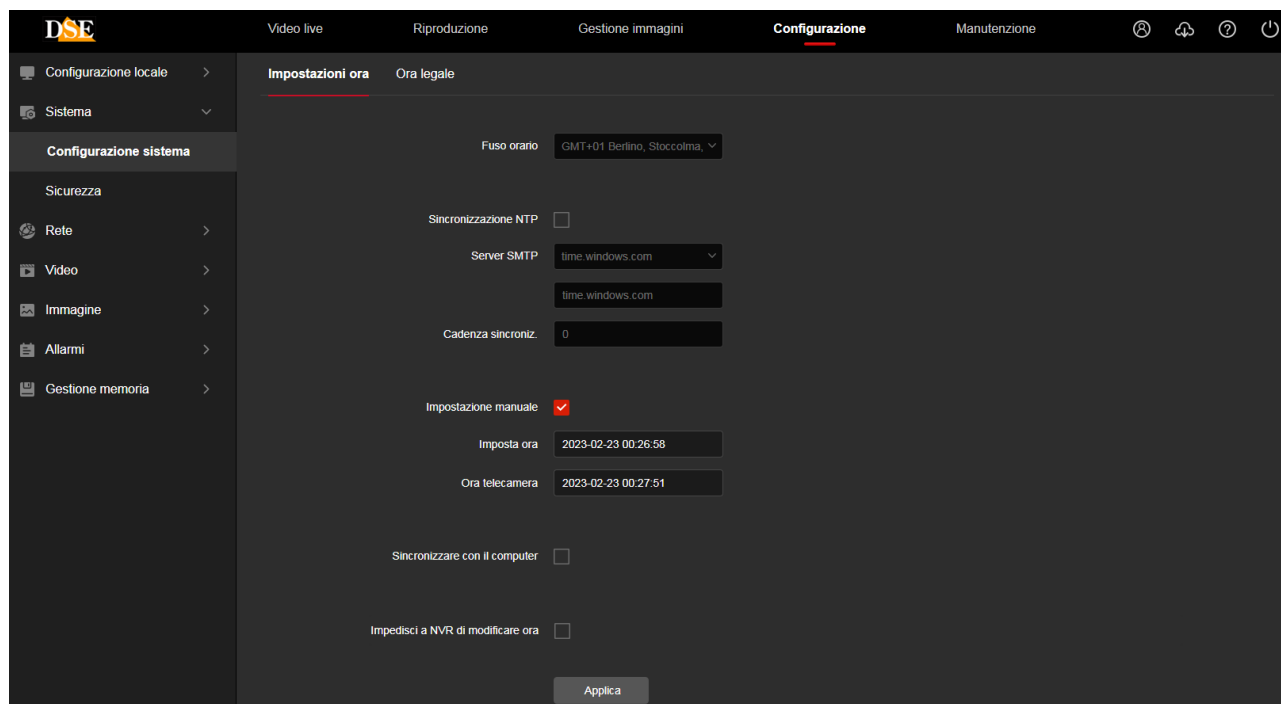 DSE
Video live
Riproduzione
Gestione immagini
Configurazione
Manutenzione
Configurazione locale
Sistema
Configurazione sistema
Sicurezza
Rete
Video
Immagine
Allarmi
Gestione memoria
Impostazioni ora
Ora legale
Fuso orario GMT+01 Berlino, Stoccolma,
Sincronizzazione NTP
Server SMTP time.windows.com
time.windows.com
Cadenza sincroniz. 0
Impostazione manuale
Imposta ora 2023-02-23 00:26:58
Ora telecamera 2023-02-23 00:27:51
Sincronizzare con il computer
Impedisci a NVR di modificare ora
Applica